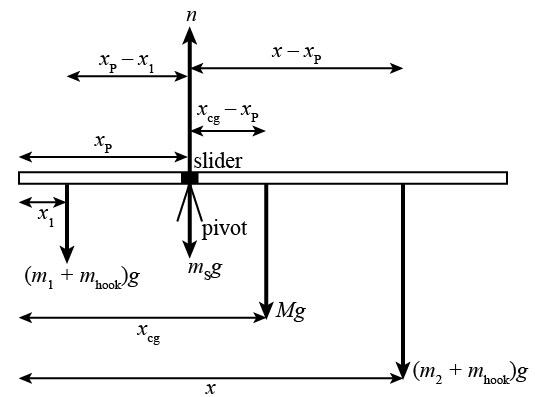 n
x_P – x_1
x – x_P
x_cg – x_P
x_P
slider
x_1
pivot
(m_1 + m_hook)g
m_S g
Mg
x_cg
(m_2 + m_hook)g
x